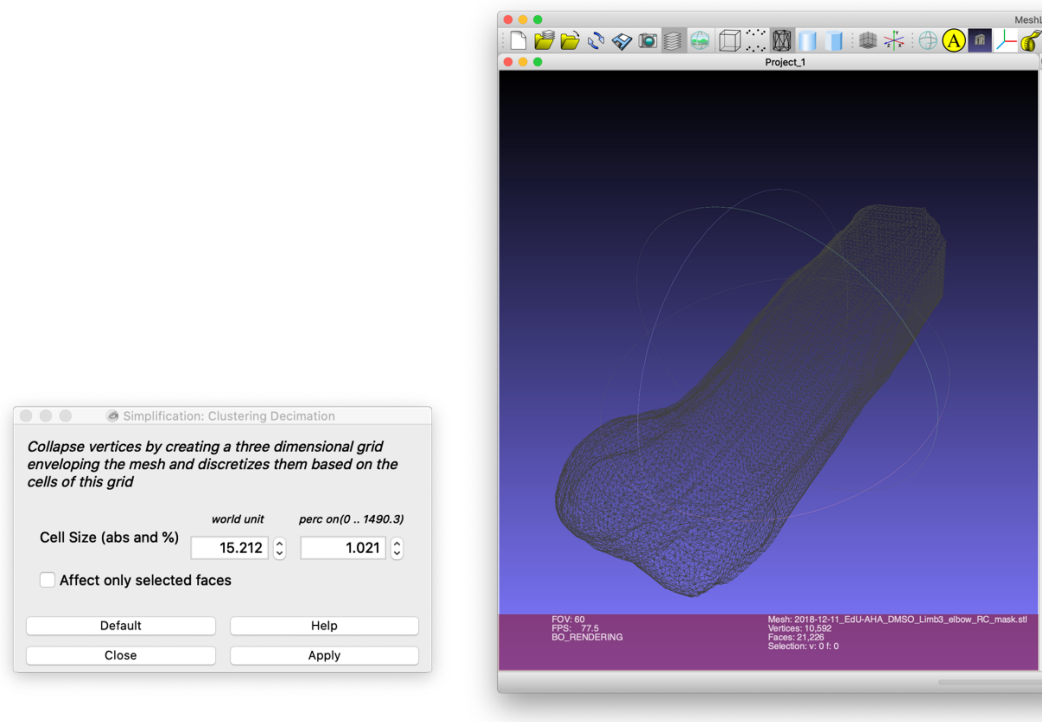 MeshL
A
Project_1
Simplification: Clustering Decimation
Collapse vertices by creating a three dimensional grid
enveloping the mesh and discretizes them based on the
cells of this grid
world unit perc on(0 .. 1490.3)
Cell Size (abs and %) 15.212 1.021
Affect only selected faces
Default Help
Close Apply
FOV: 60
FPS: 77.5
BO_RENDERING
Mesh: 2018-12-11_EdU-AHA_DMSO_Limb3_elbow_RC_mask.stl
Vertices: 10,592
Faces: 21,226
Selection: v: 0 f: 0